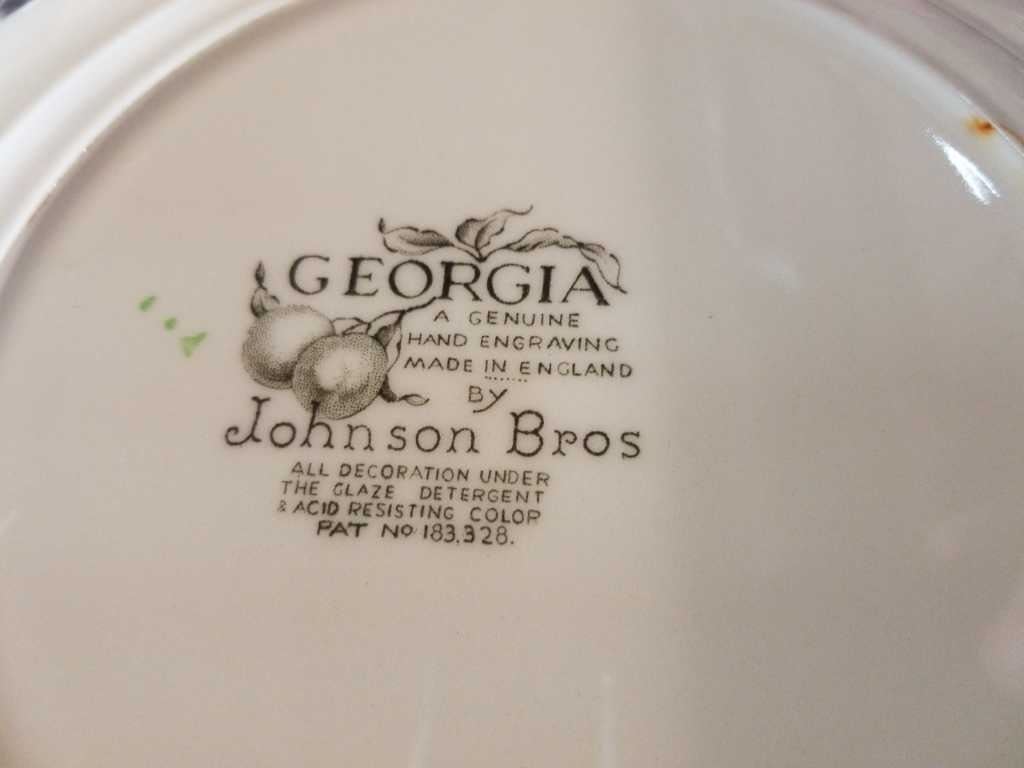 GEORGIA
A GENUINE
HAND ENGRAVING
MADE IN ENGLAND
BY
Johnson Bros
ALL DECORATION UNDER
THE GLAZE DETERGENT
& ACID RESISTING COLOR
PAT No 183,328.